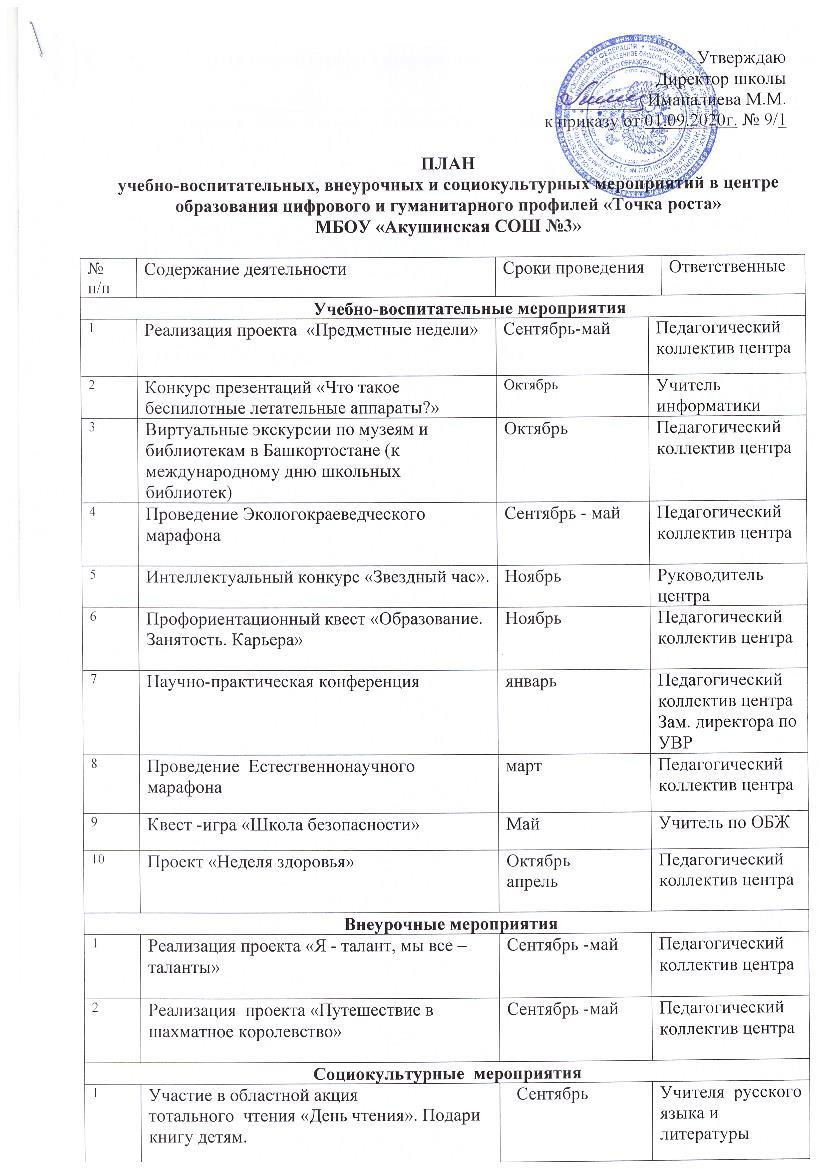 Утверждаю
Директор школы
Иманалиева М.М.
к приказу от 01.09.2020г. № 9/1
ПЛАН
учебно-воспитательных, внеурочных и социокультурных мероприятий в центре
образования цифрового и гуманитарного профилей «Точка роста»
МБОУ «Акушинская СОШ №3»
№ п/п Содержание деятельности Сроки проведения Ответственные
Учебно-воспитательные мероприятия
1 Реализация проекта «Предметные недели» Сентябрь-май Педагогический
коллектив центра
2 Конкурс презентаций «Что такое Октябрь Учитель
беспилотные летательные аппараты?» информатики
3 Виртуальные экскурсии по музеям и Октябрь Педагогический
библиотекам в Башкортостане (к коллектив центра
международному дню школьных
библиотек)
4 Проведение Экологокраеведческого Сентябрь - май Педагогический
марафона коллектив центра
5 Интеллектуальный конкурс «Звездный час». Ноябрь Руководитель
центра
6 Профориентационный квест «Образование. Ноябрь Педагогический
Занятость. Карьера» коллектив центра
7 Научно-практическая конференция январь Педагогический
коллектив центра
Зам. директора по
УВР
8 Проведение Естественнонаучного март Педагогический
марафона коллектив центра
9 Квест -игра «Школа безопасности» Май Учитель по ОБЖ
10 Проект «Неделя здоровья» Октябрь Педагогический
апрель коллектив центра
Внеурочные мероприятия
1 Реализация проекта «Я - талант, мы все – Сентябрь -май Педагогический
таланты» коллектив центра
2 Реализация проекта «Путешествие в Сентябрь -май Педагогический
шахматное королевство» коллектив центра
Социокультурные мероприятия
1 Участие в областной акция Сентябрь Учителя русского
тотального чтения «День чтения». Подари языка и
книгу детям. литературы